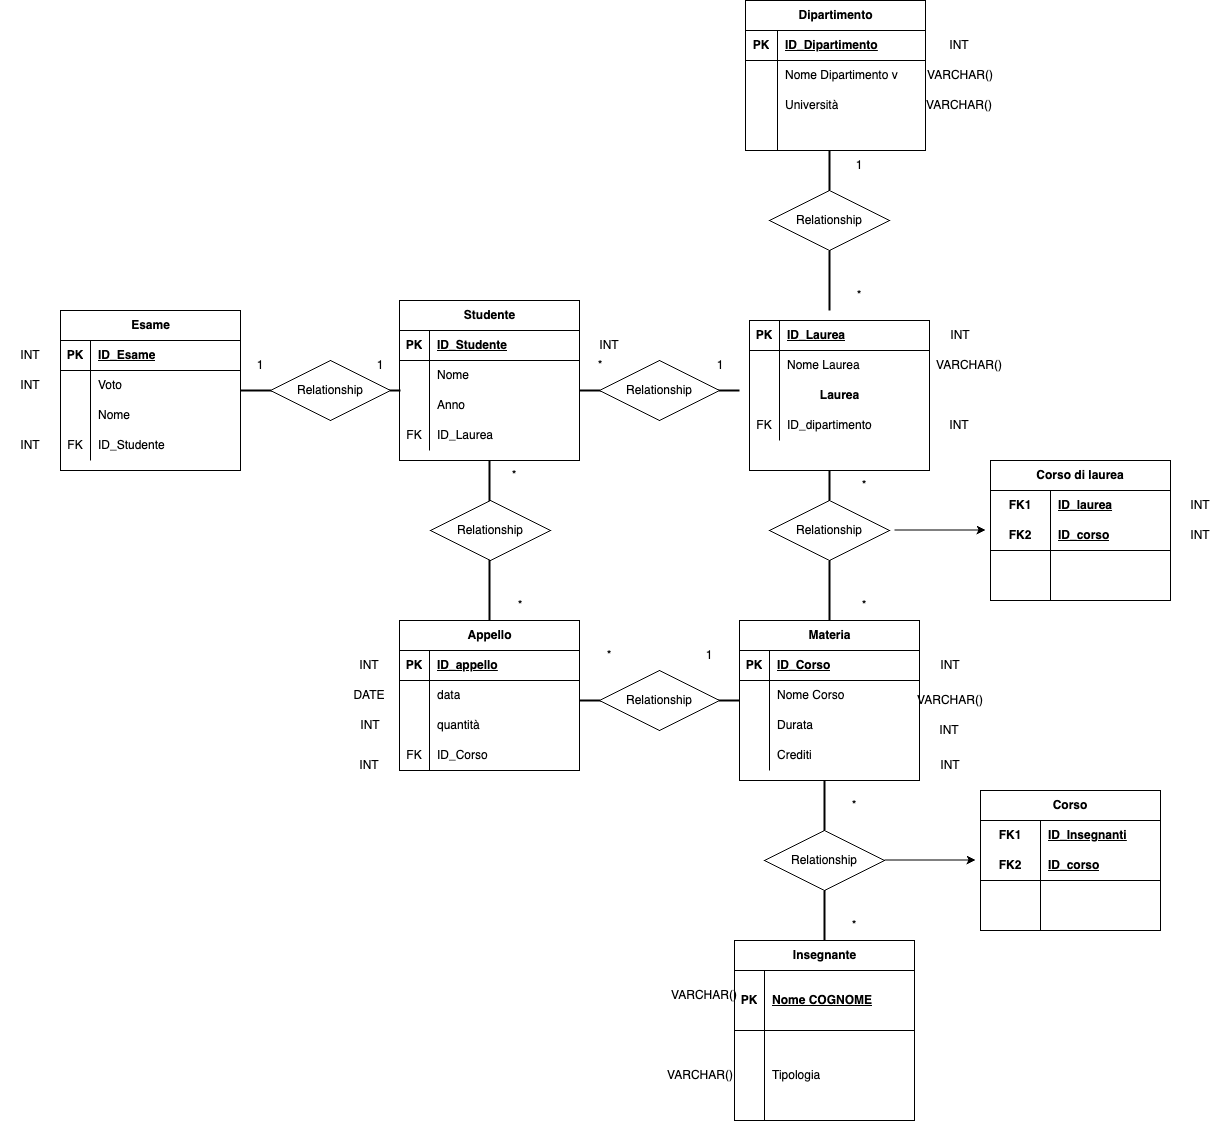 Dipartimento
PK ID_Dipartimento INT
Nome Dipartimento v VARCHAR()
Università VARCHAR()
1
Relationship
*
Esame
INT PK ID_Esame
INT Voto
Nome
INT FK ID_Studente
1 Relationship 1
Studente
PK ID_Studente INT
Nome
Anno
FK ID_Laurea
* Relationship 1
PK ID_Laurea INT
Nome Laurea VARCHAR()
Laurea
FK ID_dipartimento INT
*
Relationship
*
Corso di laurea
FK1 ID_laurea INT
FK2 ID_corso INT
*
Relationship
*
Appello
INT PK ID_appello
DATE data
INT quantità
INT FK ID_Corso
* Relationship 1
Materia
PK ID_Corso INT
Nome Corso VARCHAR()
Durata INT
Crediti INT
*
Relationship
*
Corso
FK1 ID_Insegnanti
FK2 ID_corso
Insegnante
VARCHAR() PK Nome COGNOME
VARCHAR() Tipologia